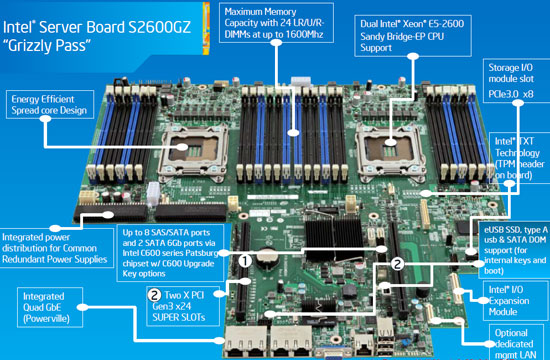 Intel® Server Board S2600GZ
"Grizzly Pass"
Maximum Memory
Capacity with 24 LR/U/R-
DIMMs at up to 1600Mhz
Dual Intel® Xeon® E5-2600
Sandy Bridge-EP CPU
Support
Storage I/O
module slot
PCIe3.0 x8
Energy Efficient
Spread core Design
Intel® TXT
Technology
(TPM header
on board)
Integrated power
distribution for Common
Redundant Power Supplies
Up to 8 SAS/SATA ports
and 2 SATA 6Gb ports via
Intel C600 series Patsburg
chipset w/ C600 Upgrade
Key options
eUSB SSD, type A
usb & SATA DOM
support (for
internal keys and
boot)
1
2
2 Two X PCI
Gen3 x24
SUPER SLOTs
Integrated
Quad GbE
(Powerville)
Intel® I/O
Expansion
Module
Optional
dedicated
mgmt LAN